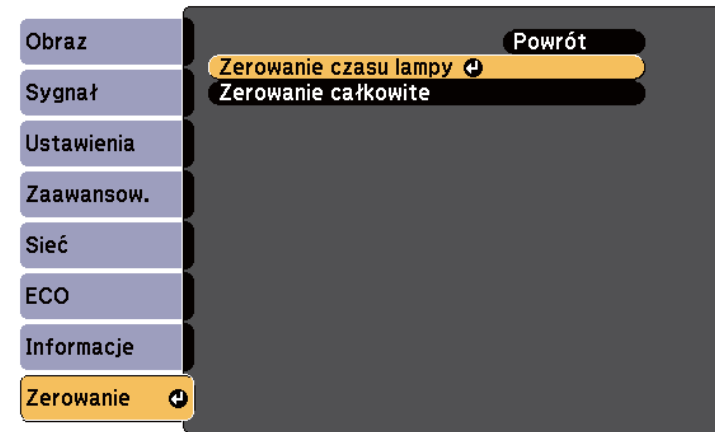 Obraz
Sygnał
Ustawienia
Zaawansow.
Sieć
ECO
Informacje
Zerowanie
Powrót
Zerowanie czasu lampy
Zerowanie całkowite